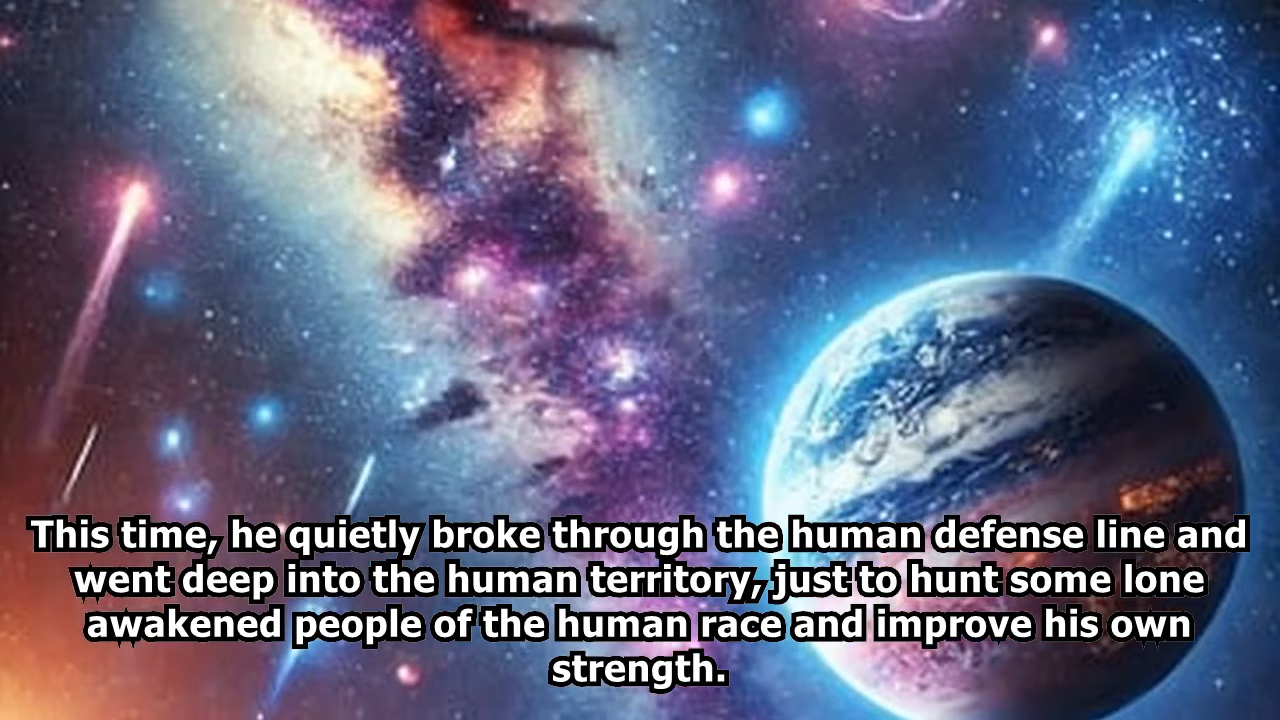 This time, he quietly broke through the human defense line and
went deep into the human territory, just to hunt some lone
awakened people of the human race and improve his own
strength.